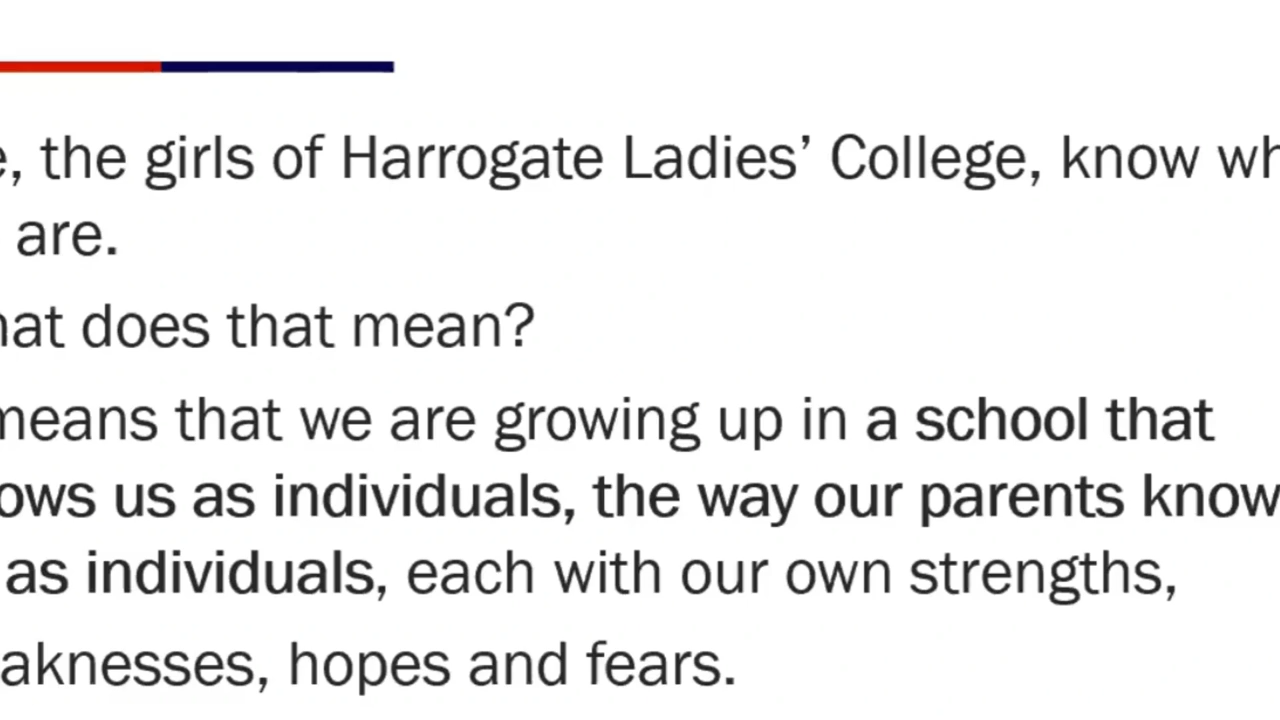 e, the girls of Harrogate Ladies’ College, know wh
are.
hat does that mean?
means that we are growing up in a school that
ows us as individuals, the way our parents know
as individuals, each with our own strengths,
aknesses, hopes and fears.